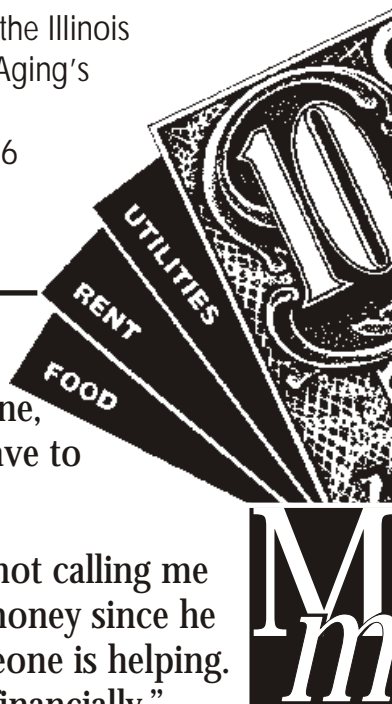 the Illinois
Aging's
6
10
UTILITIES
RENT
FOOD
ne,
ve to
not calling me
money since he
eone is helping.
financially."
M
m